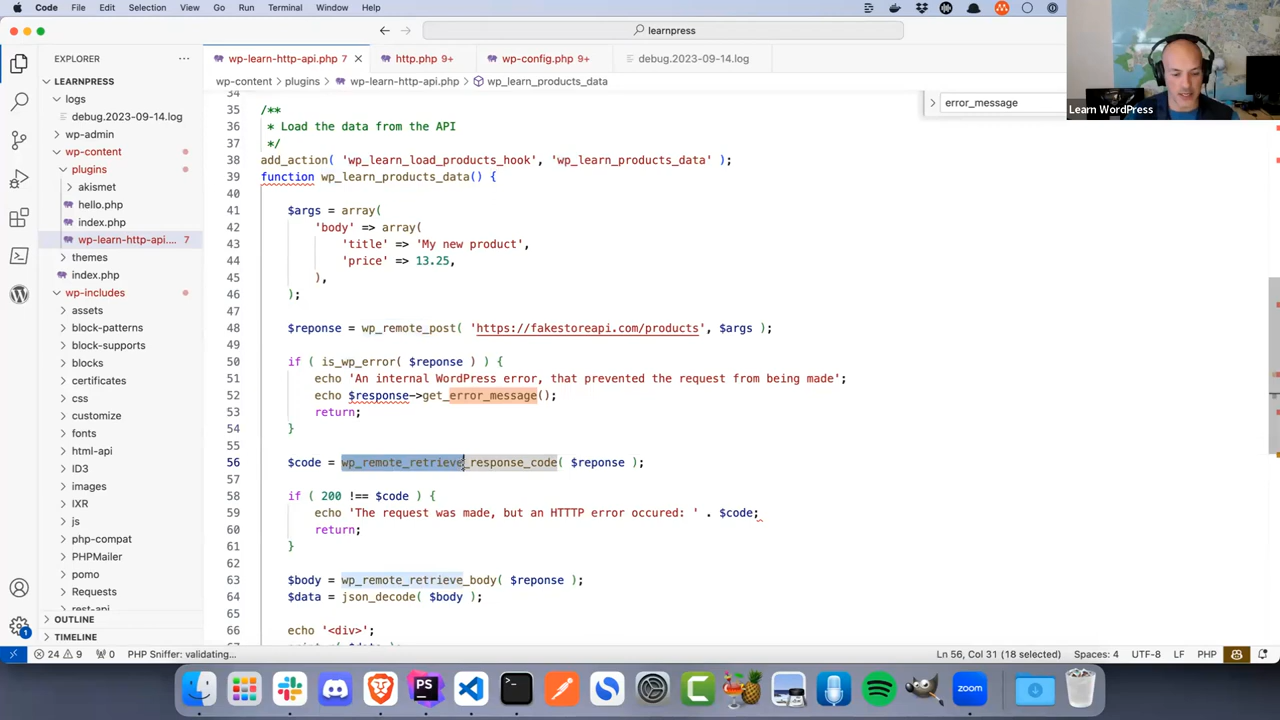 Code File Edit Selection View Go Run Terminal Window Help
learnpress
Learn WordPress
EXPLORER
LEARNPRESS
logs
debug.2023-09-14.log
wp-admin
wp-content
plugins
akismet
hello.php
index.php
wp-learn-http-api.... 7
themes
index.php
wp-includes
assets
block-patterns
block-supports
blocks
certificates
css
customize
fonts
html-api
ID3
images
IXR
js
php-compat
PHPMailer
pomo
Requests
rest-api
OUTLINE
TIMELINE
wp-learn-http-api.php 7 http.php 9+ wp-config.php 9+ debug.2023-09-14.log
wp-content > plugins > wp-learn-http-api.php > wp_learn_products_data
error_message
34
35 /**
36 * Load the data from the API
37 */
38 add_action( 'wp_learn_load_products_hook', 'wp_learn_products_data' );
39 function wp_learn_products_data() {
40
41 $args = array(
42 'body' => array(
43 'title' => 'My new product',
44 'price' => 13.25,
45 ),
46 );
47
48 $reponse = wp_remote_post( 'https://fakestoreapi.com/products', $args );
49
50 if ( is_wp_error( $reponse ) ) {
51 echo 'An internal WordPress error, that prevented the request from being made';
52 echo $response->get_error_message();
53 return;
54 }
55
56 $code = wp_remote_retrieve_response_code( $reponse );
57
58 if ( 200 !== $code ) {
59 echo 'The request was made, but an HTTTP error occured: ' . $code;
60 return;
61 }
62
63 $body = wp_remote_retrieve_body( $reponse );
64 $data = json_decode( $body );
65
66 echo '<div>';
24 9 0 PHP Sniffer: validating... Ln 56, Col 31 (18 selected) Spaces: 4 UTF-8 LF PHP
1
PS
zoom